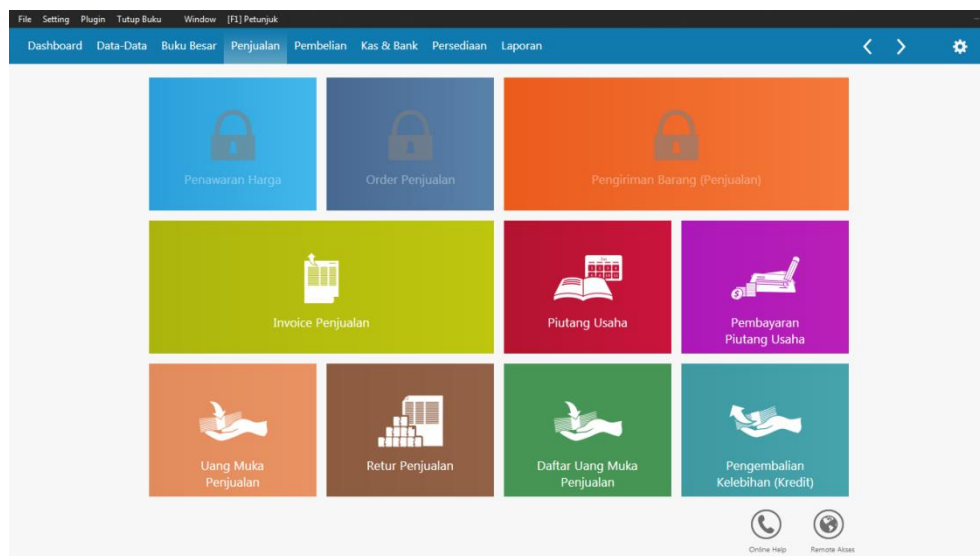 File Setting Plugin Tutup Buku Window [F1] Petunjuk
Dashboard Data-Data Buku Besar Penjualan Pembelian Kas & Bank Persediaan Laporan
Penawaran Harga
Order Penjualan
Pengiriman Barang (Penjualan)
Invoice Penjualan
Piutang Usaha
Pembayaran
Piutang Usaha
Uang Muka
Penjualan
Retur Penjualan
Daftar Uang Muka
Penjualan
Pengembalian
Kelebihan (Kredit)
Online Help
Remote Akses